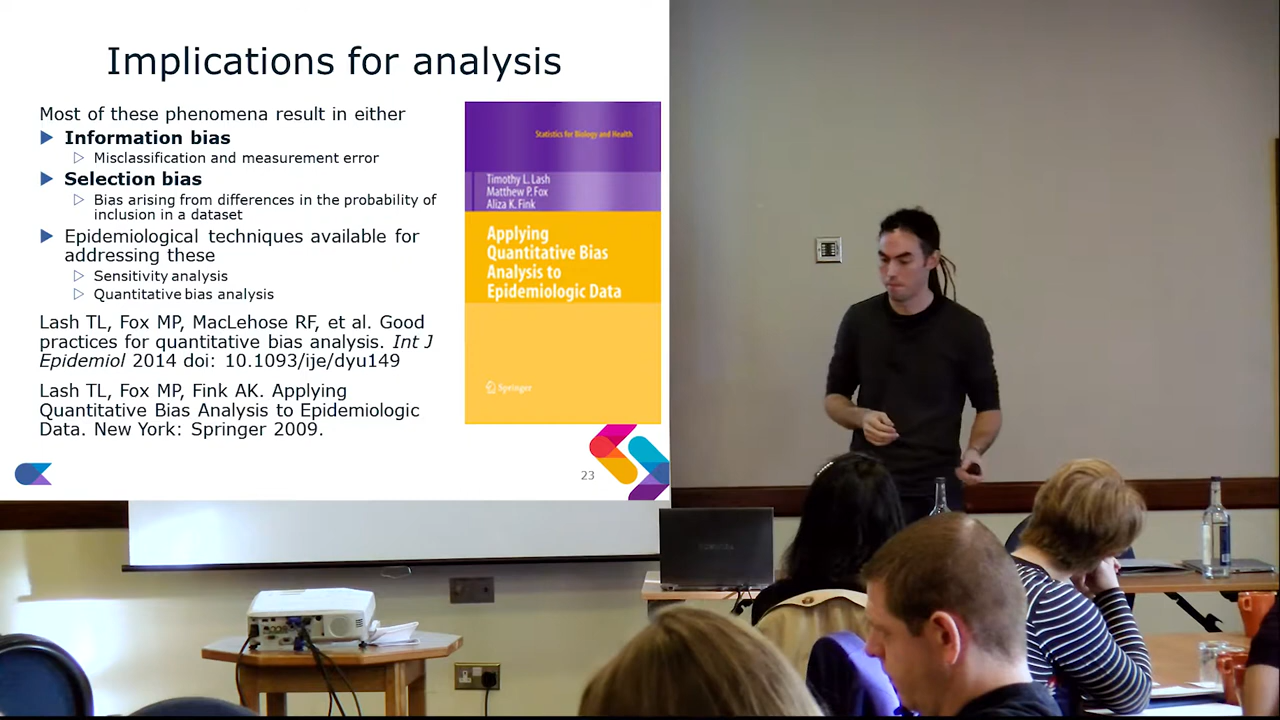 Implications for analysis
Most of these phenomena result in either
Information bias
Misclassification and measurement error
Selection bias
Bias arising from differences in the probability of
inclusion in a dataset
Epidemiological techniques available for
addressing these
Sensitivity analysis
Quantitative bias analysis
Lash TL, Fox MP, MacLehose RF, et al. Good
practices for quantitative bias analysis. Int J
Epidemiol 2014 doi: 10.1093/ije/dyu149
Lash TL, Fox MP, Fink AK. Applying
Quantitative Bias Analysis to Epidemiologic
Data. New York: Springer 2009.
Statistics for Biology and Health
Timothy L. Lash
Matthew P. Fox
Aliza K. Fink
Applying
Quantitative Bias
Analysis to
Epidemiologic Data
Springer
23